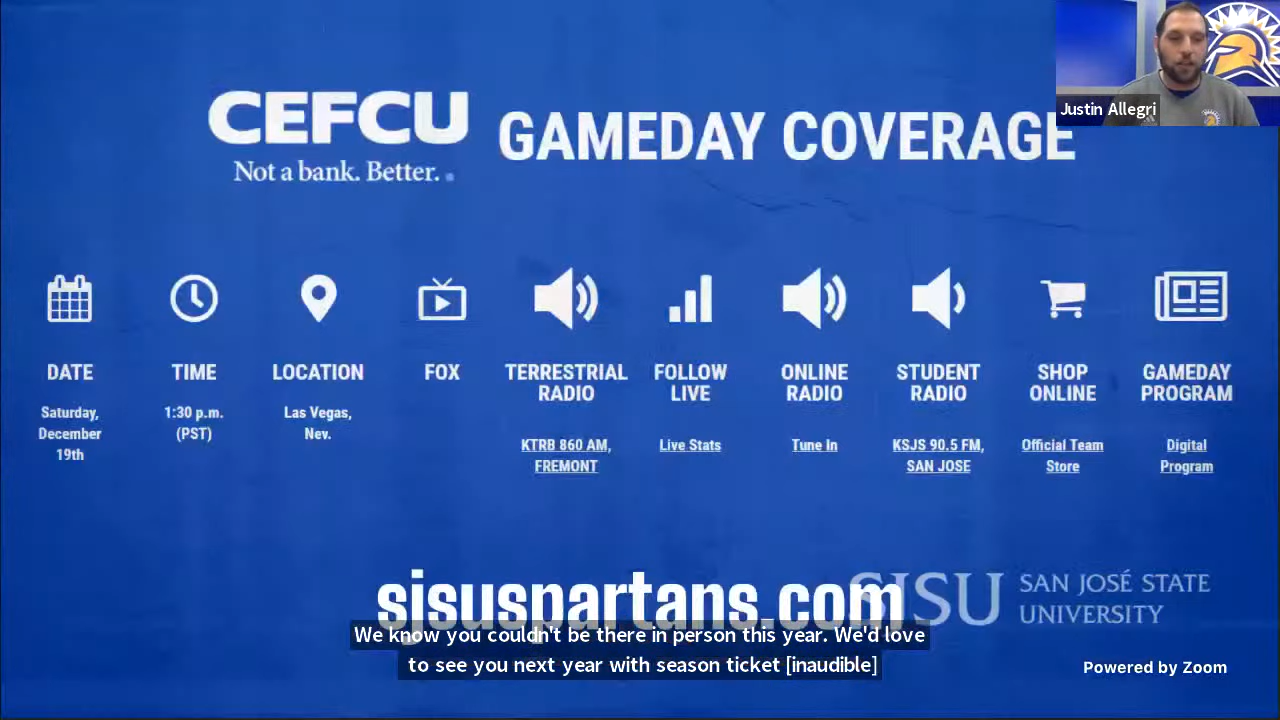 CEFCU
Not a bank. Better.
GAMEDAY COVERAGE
Justin Allegri
DATE
Saturday,
December
19th
TIME
1:30 p.m.
(PST)
LOCATION
Las Vegas,
Nev.
FOX
TERRESTRIAL
RADIO
KTRB 860 AM,
FREMONT
FOLLOW
LIVE
Live Stats
ONLINE
RADIO
Tune In
STUDENT
RADIO
KSJS 90.5 FM,
SAN JOSE
SHOP
ONLINE
Official Team
Store
GAMEDAY
PROGRAM
Digital
Program
sjsuspartans.com
SJSU
SAN JOSÉ STATE
UNIVERSITY
We know you couldn't be there in person this year. We'd love
to see you next year with season ticket [inaudible]
Powered by Zoom